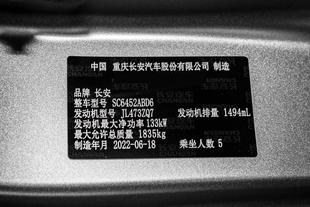 中国 重庆长安汽车股份有限公司 制造
品牌 长安
整车型号 SC6452ABD6
发动机型号 JL473ZQ7 发动机排量 1494mL
发动机最大净功率 133kW
最大允许总质量 1835kg
制造年月 2022-06-18 乘坐人数 5